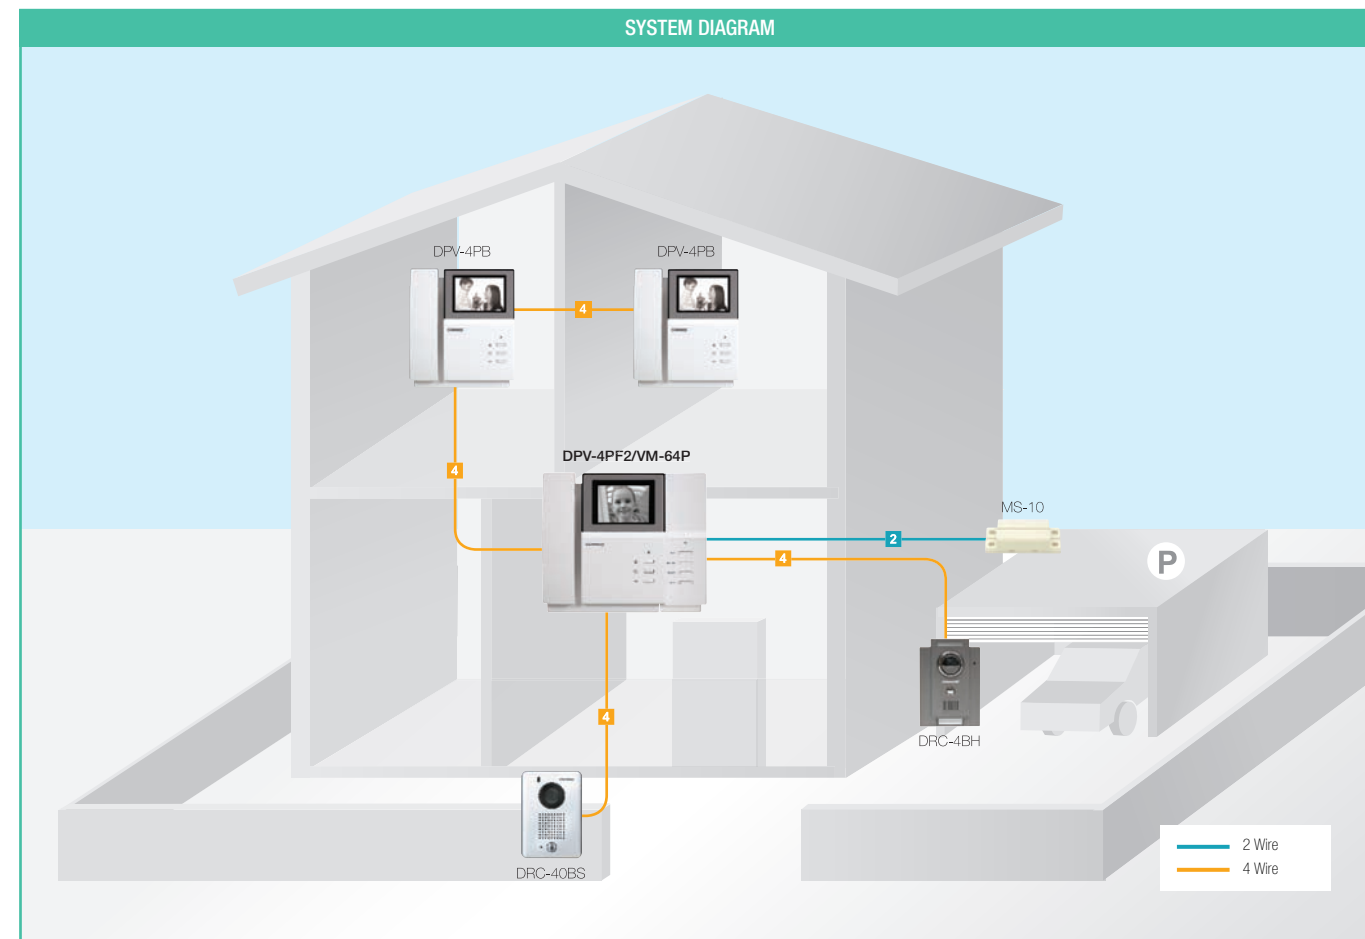 SYSTEM DIAGRAM
DPV-4PB
DPV-4PB
4
4
DPV-4PF2/VM-64P
MS-10
2
4
P
4
DRC-4BH
DRC-40BS
2 Wire
4 Wire